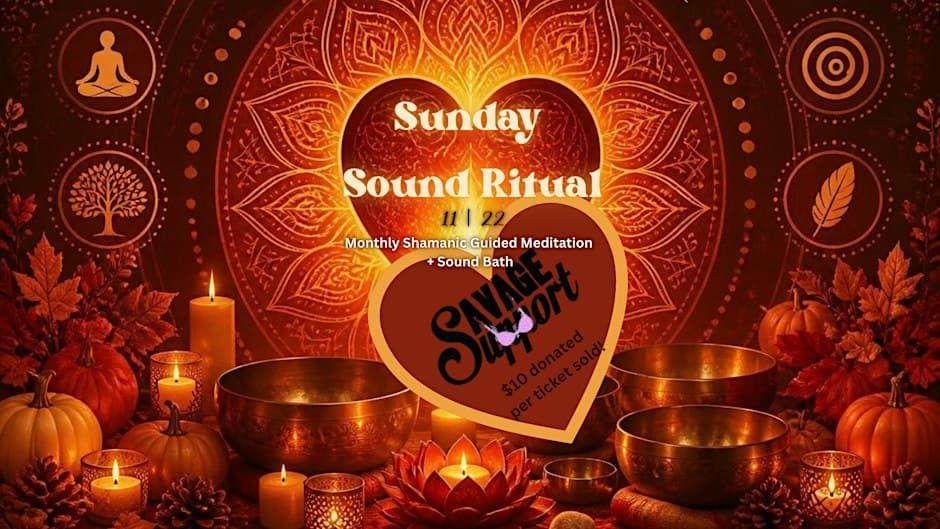 Sunday
Sound Ritual
11 | 22
Monthly Shamanic Guided Meditation
+ Sound Bath
SAVAGE
Support
$10 donated
per ticket sold!